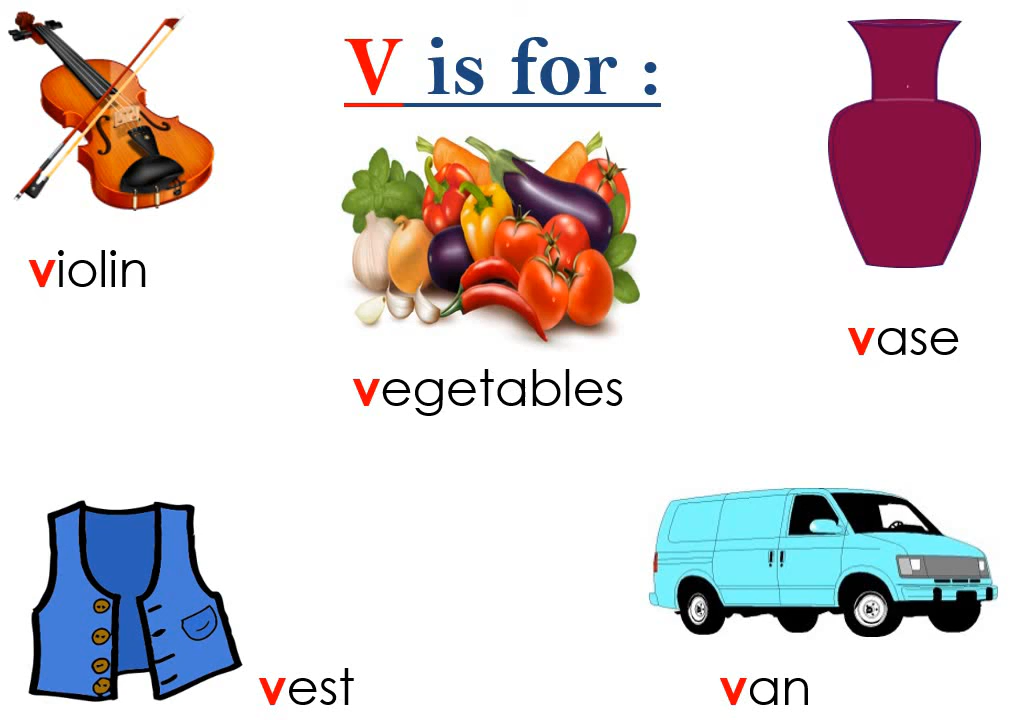 V is for :
violin
vase
vegetables
vest
van